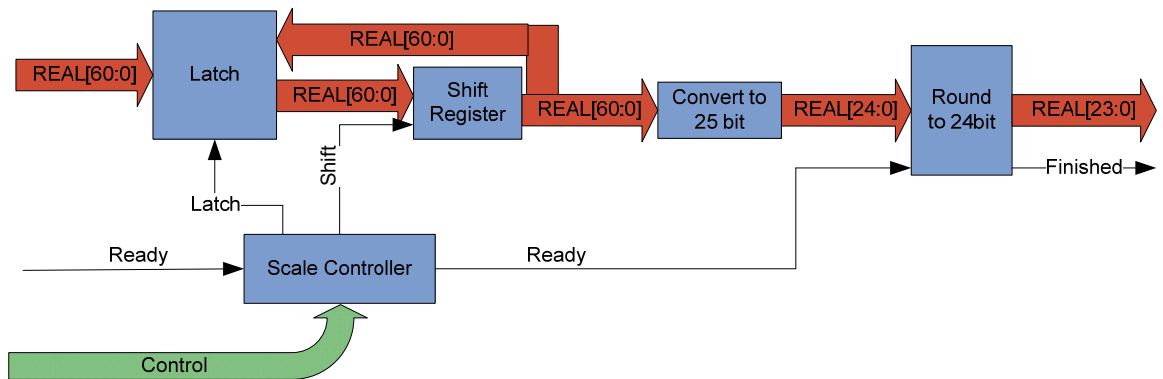 REAL[60:0]
REAL[60:0]
Latch
REAL[60:0]
Shift
Register
REAL[60:0]
Convert to
25 bit
REAL[24:0]
Round
to 24bit
REAL[23:0]
Finished
Shift
Latch
Ready
Scale Controller
Ready
Control